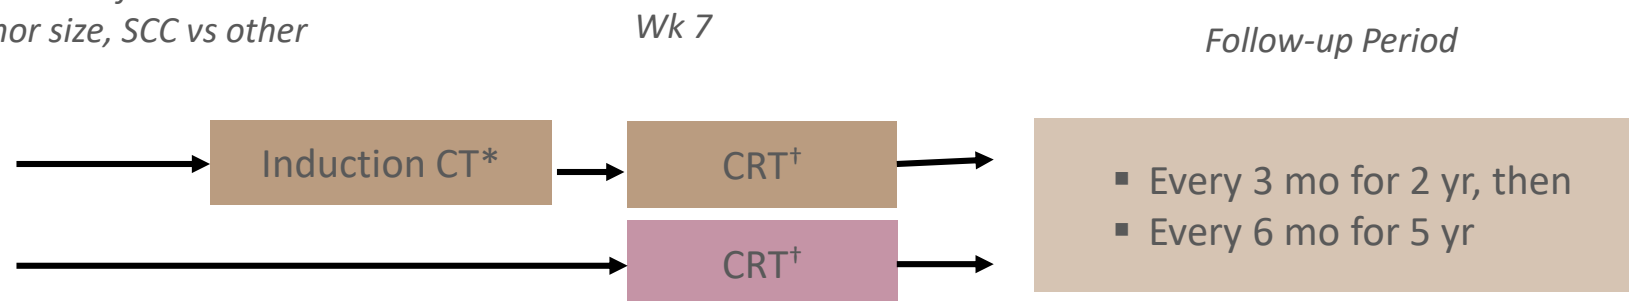 size, SCC vs other
Wk 7
Follow-up Period
Induction CT*
CRT†
▪ Every 3 mo for 2 yr, then
▪ Every 6 mo for 5 yr
CRT†